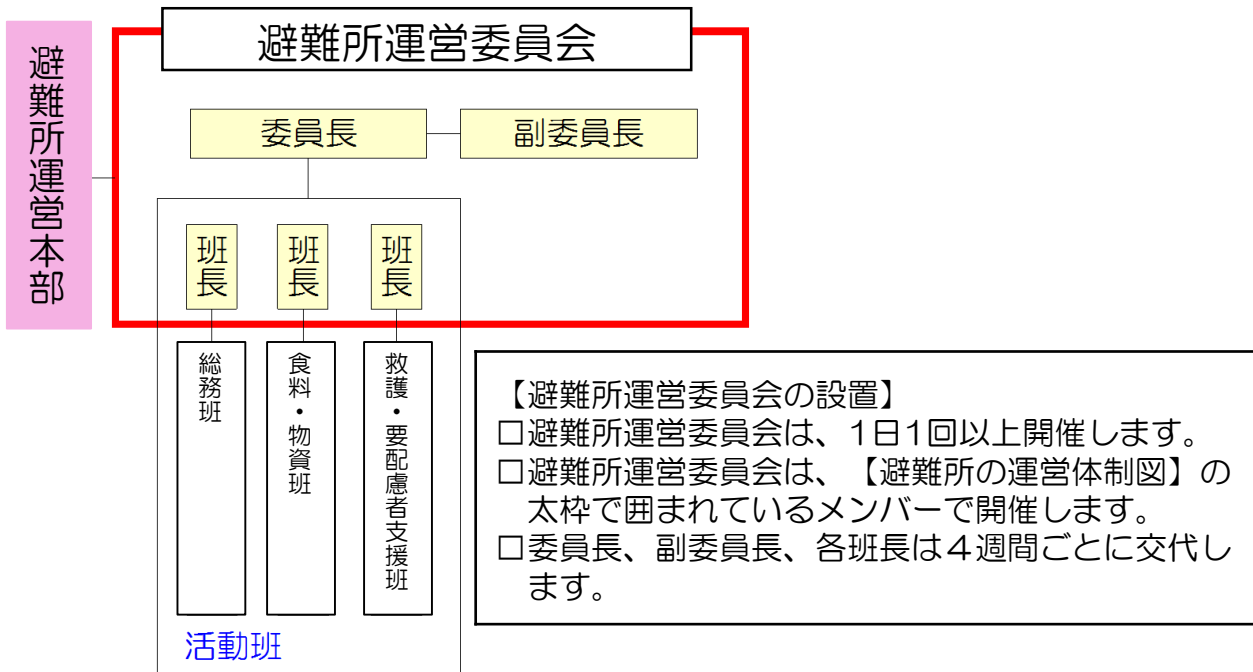 避難所運営本部
避難所運営委員会
委員長
副委員長
班長
班長
班長
総務班
食料・物資班
救護・要配慮者支援班
活動班
【避難所運営委員会の設置】
□避難所運営委員会は、1日1回以上開催します。
□避難所運営委員会は、【避難所の運営体制図】の
太枠で囲まれているメンバーで開催します。
□委員長、副委員長、各班長は４週間ごとに交代し
ます。